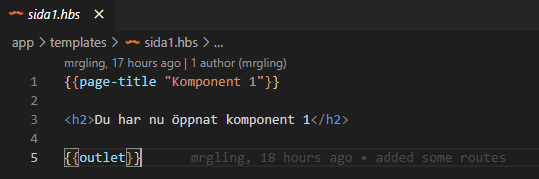 sida1.hbs
app > templates > sida1.hbs > ...
mrgling, 17 hours ago | 1 author (mrgling)
1 {{page-title "Komponent 1"}}
2
3 <h2>Du har nu öppnat komponent 1</h2>
4
5 {{outlet}} mrgling, 18 hours ago • added some routes